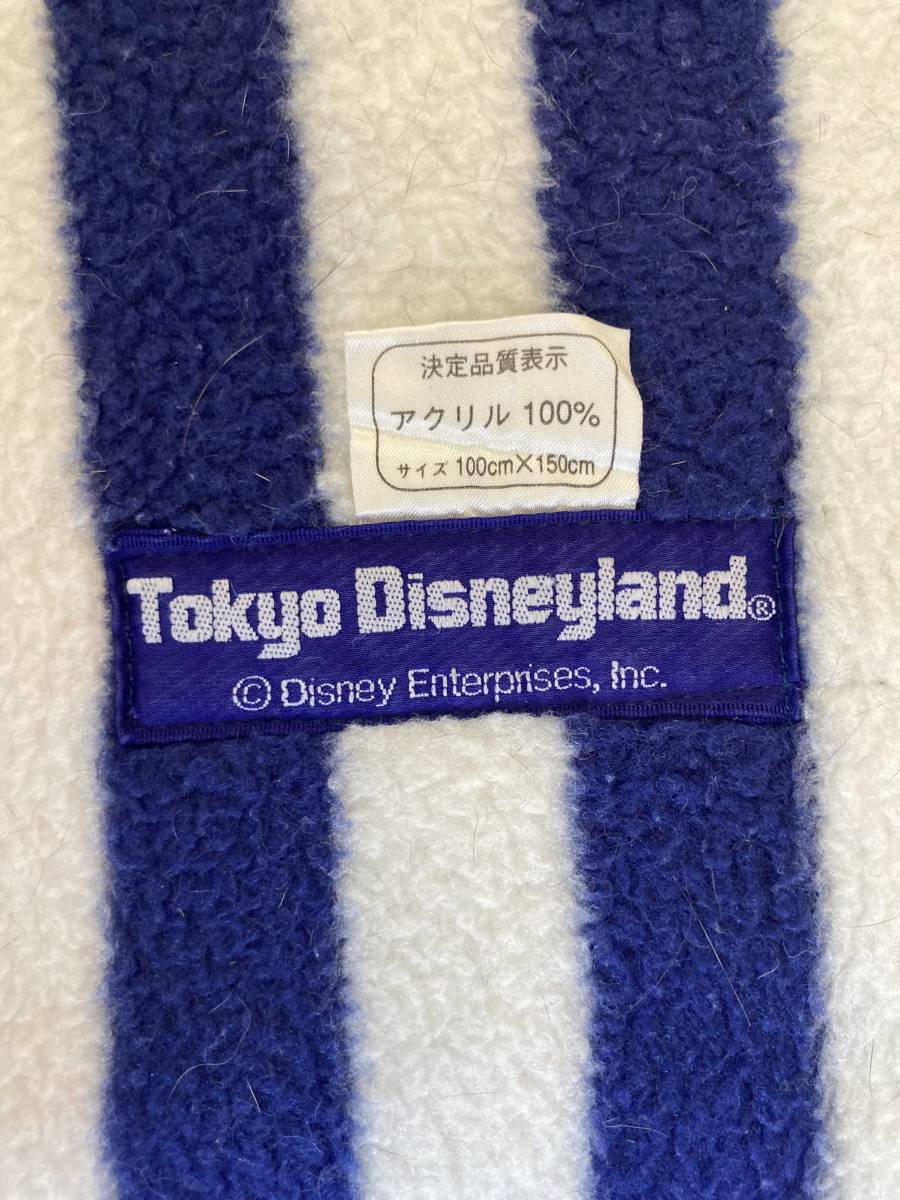 決定品質表示
アクリル 100%
サイズ 100cm×150cm
Tokyo Disneyland®
© Disney Enterprises, Inc.